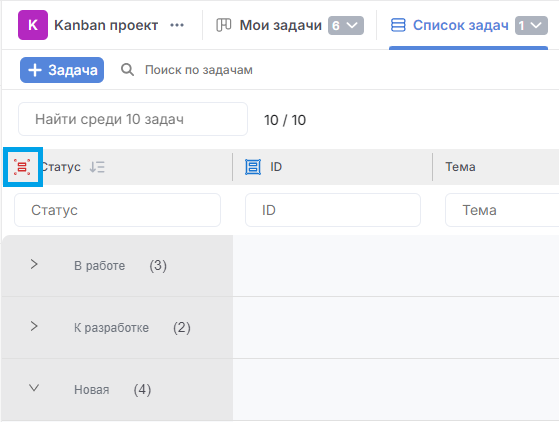 K Kanban проект ••• Мои задачи 6 Список задач 1
+ Задача Поиск по задачам
Найти среди 10 задач 10 / 10
Статус ID Тема
Статус ID Тема
В работе (3)
К разработке (2)
Новая (4)